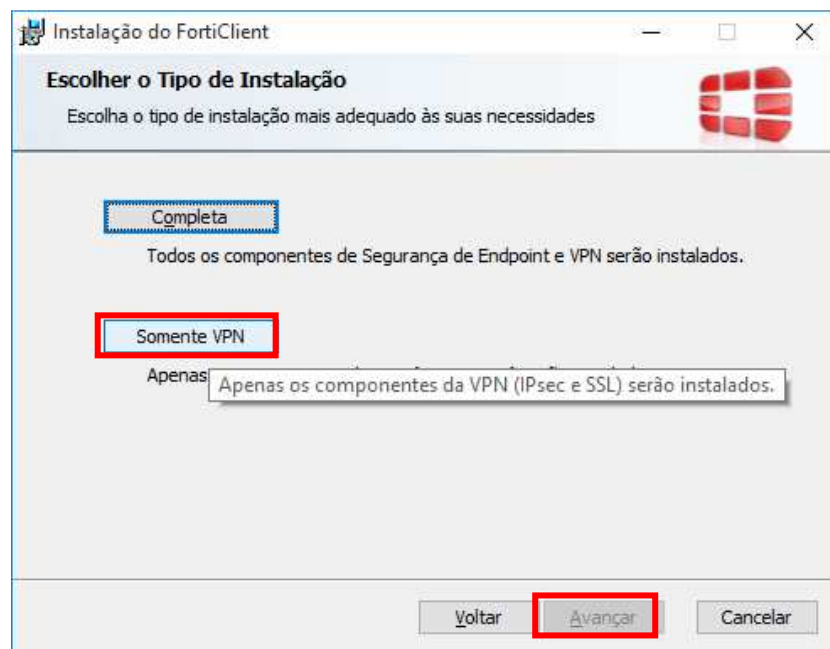 Instalação do FortiClient
Escolher o Tipo de Instalação
Escolha o tipo de instalação mais adequado às suas necessidades
Completa
Todos os componentes de Segurança de Endpoint e VPN serão instalados.
Somente VPN
Apenas
Apenas os componentes da VPN (IPsec e SSL) serão instalados.
Voltar
Avançar
Cancelar